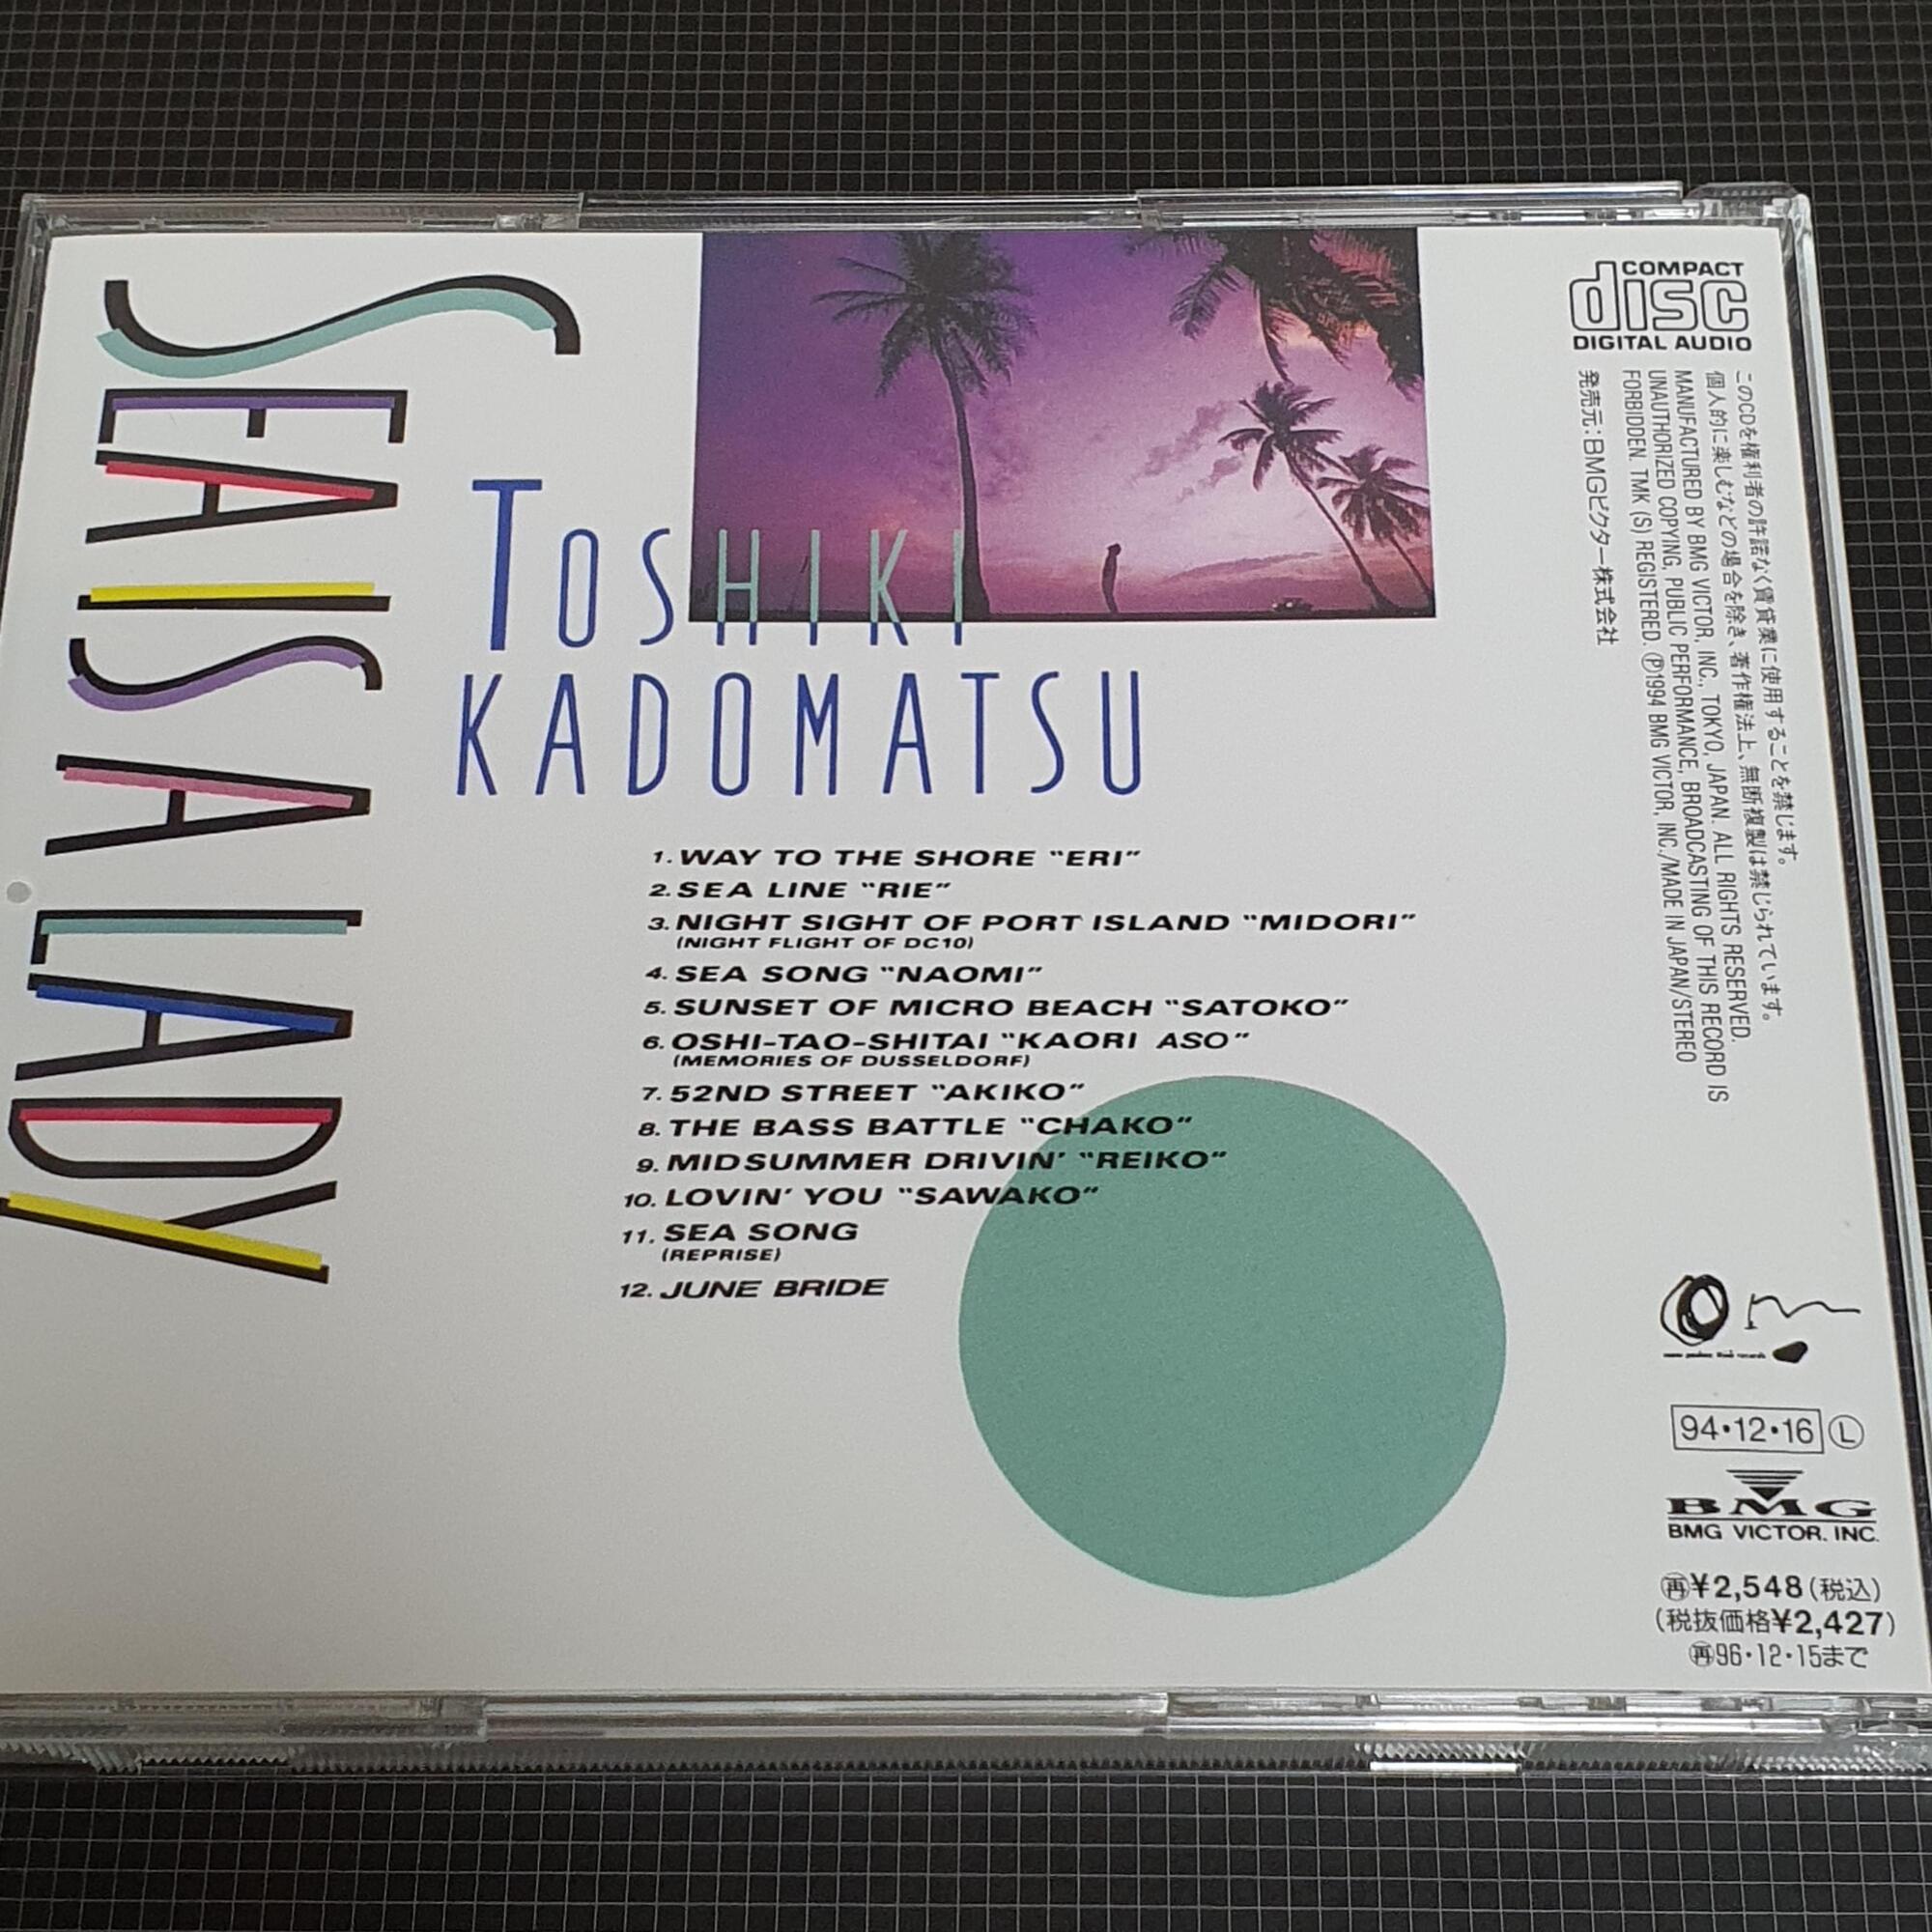 SEA IS A LADY
TOSHIKI
KADOMATSU
1. WAY TO THE SHORE "ERI"
2. SEA LINE "RIE"
3. NIGHT SIGHT OF PORT ISLAND "MIDORI"
(NIGHT FLIGHT OF DC10)
4. SEA SONG "NAOMI"
5. SUNSET OF MICRO BEACH "SATOKO"
6. OSHI-TAO-SHITAI "KAORI ASO"
(MEMORIES OF DUSSELDORF)
7. 52ND STREET "AKIKO"
8. THE BASS BATTLE "CHAKO"
9. MIDSUMMER DRIVIN' "REIKO"
10. LOVIN' YOU "SAWAKO"
11. SEA SONG
(REPRISE)
12. JUNE BRIDE
COMPACT
disc
DIGITAL AUDIO
このCDを権利者の許諾なく賃貸業に使用することを禁じます。
個人的に楽しむなどの場合を除き、著作権法上、無断複製は禁じられています。
MANUFACTURED BY BMG VICTOR, INC., TOKYO, JAPAN. ALL RIGHTS RESERVED.
UNAUTHORIZED COPYING, PUBLIC PERFORMANCE, BROADCASTING OF THIS RECORD IS
FORBIDDEN. TMK (S) REGISTERED. Ⓟ1994 BMG VICTOR, INC./MADE IN JAPAN/STEREO
発売元:BMGビクター株式会社
94・12・16 Ⓛ
BMG
BMG VICTOR, INC.
㊢¥2,548(税込)
(税抜価格¥2,427)
96・12・15まで